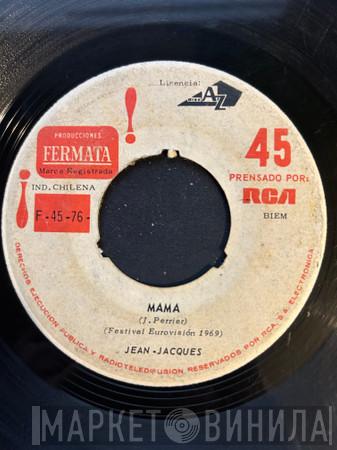 Licencia:
DISC AZ
PRODUCCIONES
FERMATA
Marca Registrada
IND. CHILENA
F-45-76-
45
PRENSADO POR:
RCA
BIEM
MAMA
(J. Perrier)
(Festival Eurovisión 1969)
JEAN-JACQUES
DERECHOS EJECUCION PUBLICA Y RADIOTELEDIFUSION RESERVADOS POR RCA, S.A. ELECTRONICA
МАРКЕТ ВИНИЛА